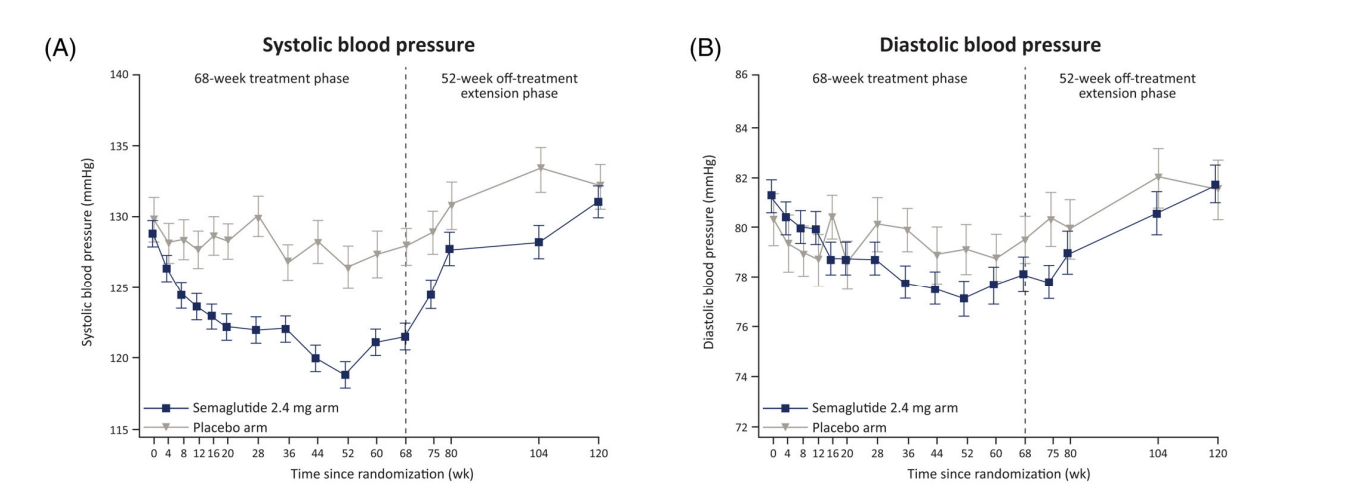 (A)
Systolic blood pressure
68-week treatment phase
52-week off-treatment
extension phase
140
135
130
125
120
115
Systolic blood pressure (mmHg)
Semaglutide 2.4 mg arm
Placebo arm
0 4 8 12 16 20 28 36 44 52 60 68 75 80 104 120
Time since randomization (wk)
(B)
Diastolic blood pressure
68-week treatment phase
52-week off-treatment
extension phase
86
84
82
80
78
76
74
72
Diastolic blood pressure (mmHg)
Semaglutide 2.4 mg arm
Placebo arm
0 4 8 12 16 20 28 36 44 52 60 68 75 80 104 120
Time since randomization (wk)